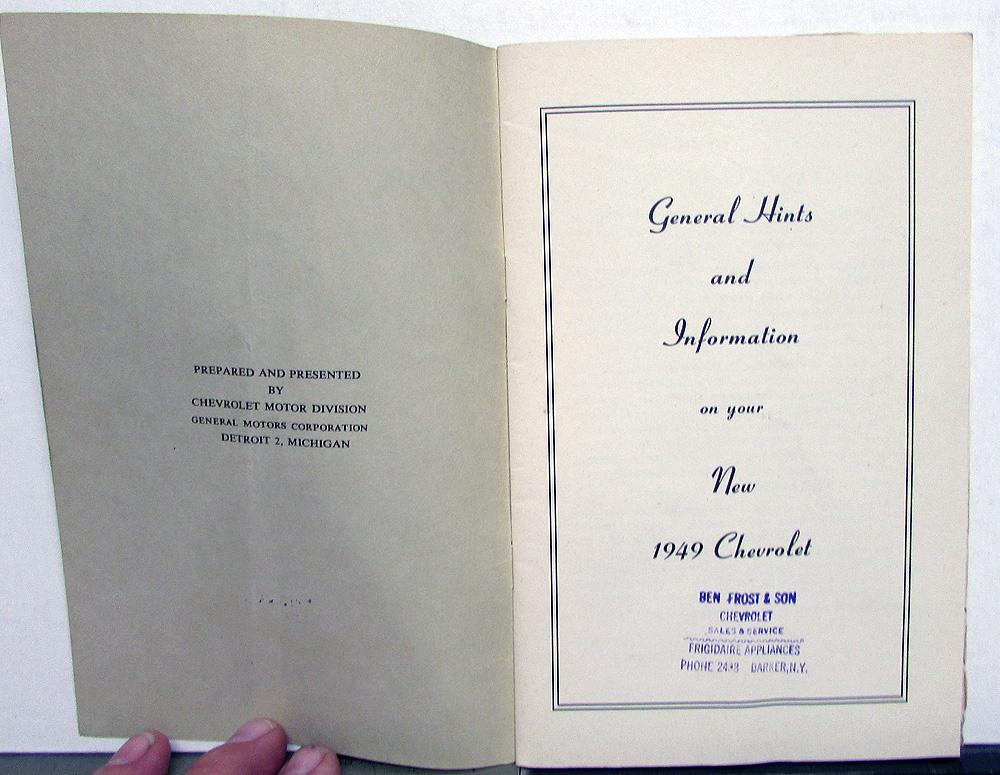 PREPARED AND PRESENTED
BY
CHEVROLET MOTOR DIVISION
GENERAL MOTORS CORPORATION
DETROIT 2, MICHIGAN
General Hints
and
Information
on your
New
1949 Chevrolet
BEN FROST & SON
CHEVROLET
SALES & SERVICE
FRIGIDAIRE APPLIANCES
PHONE BARKER, N.Y.